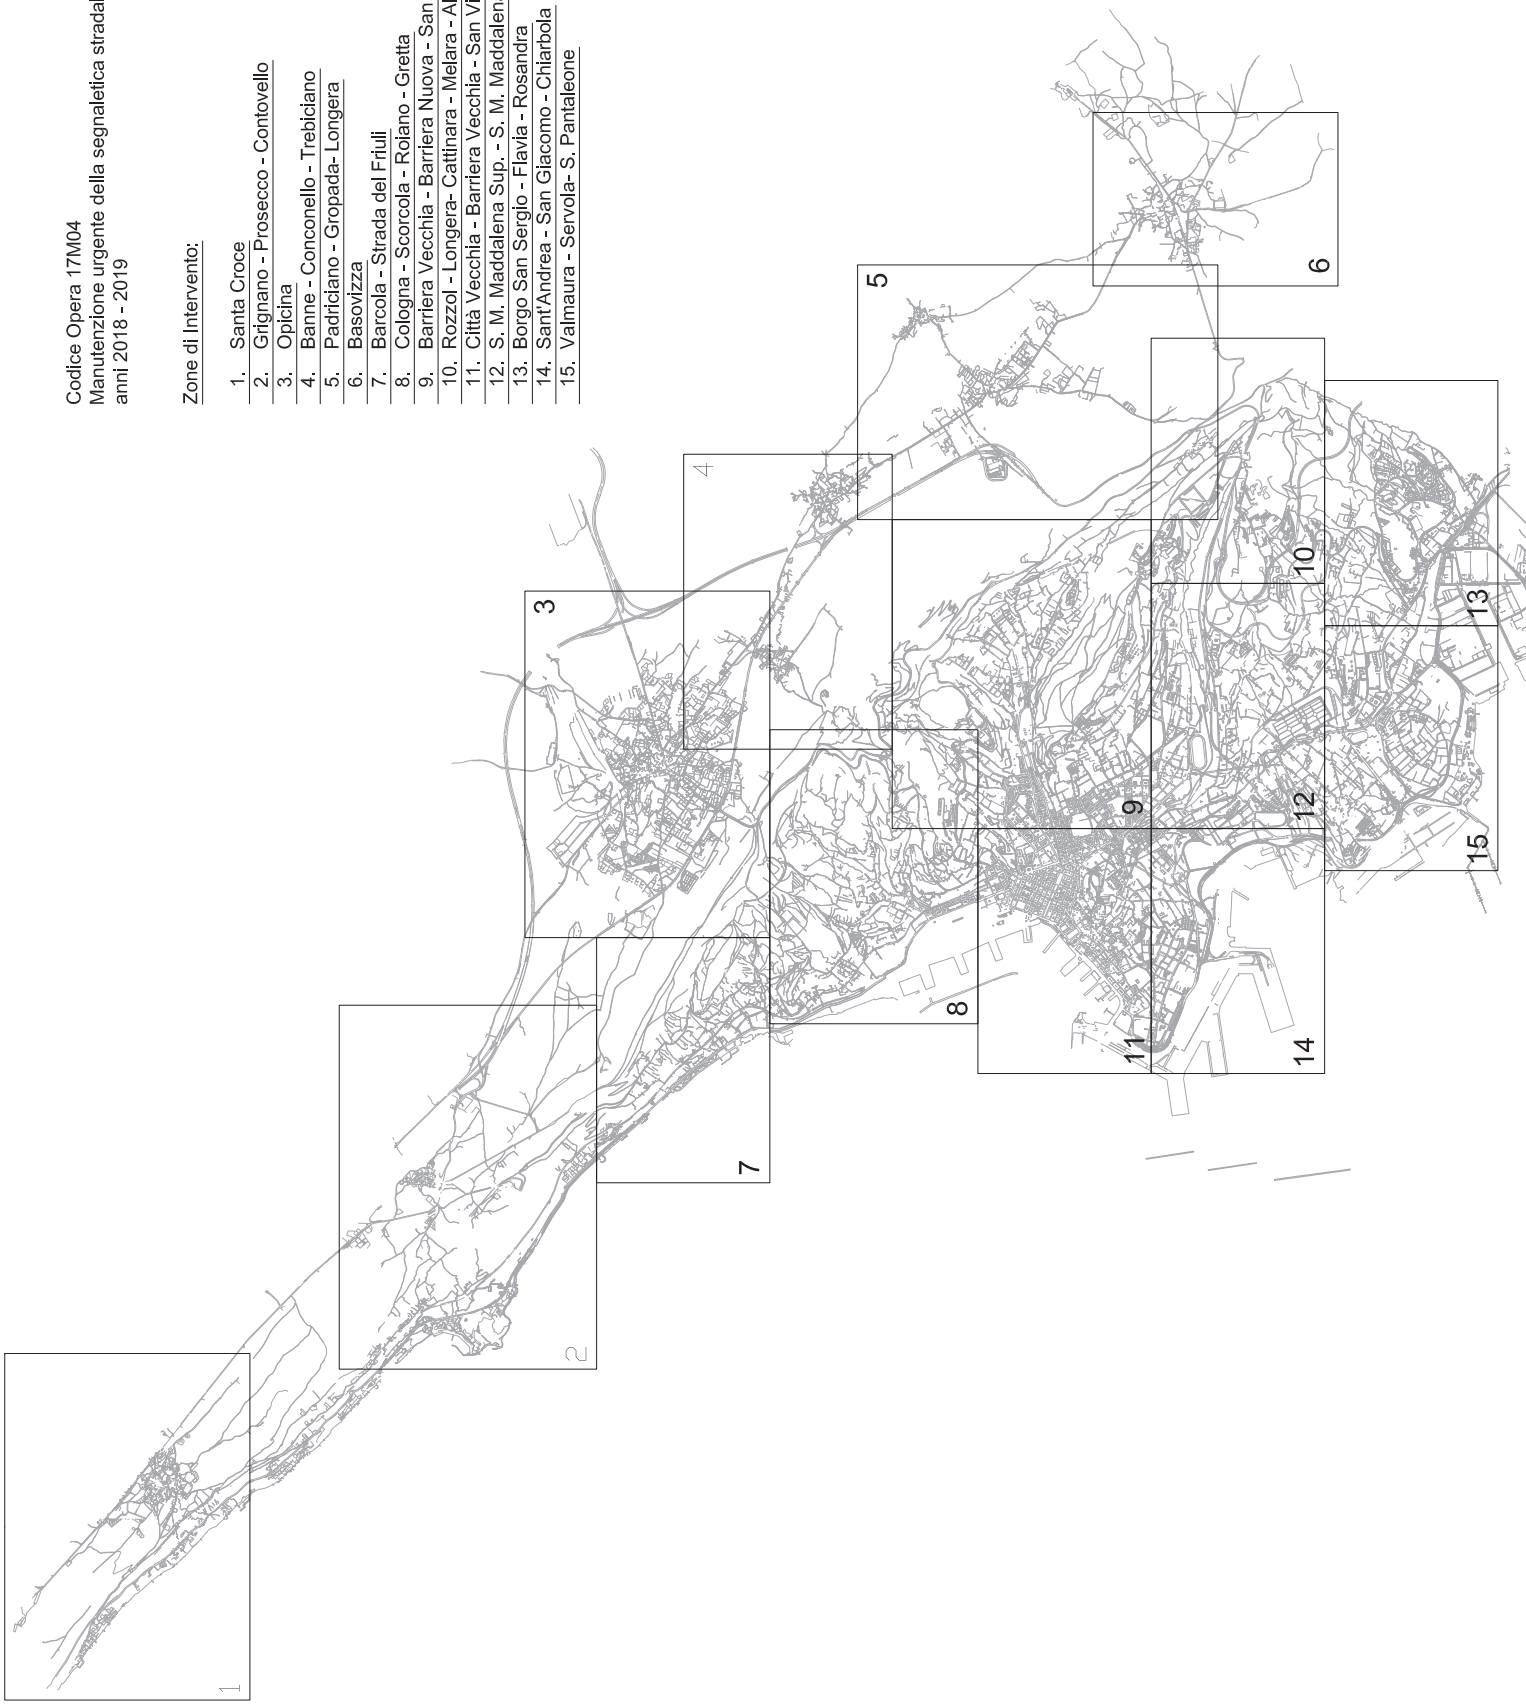 Codice Opera 17M04
Manutenzione urgente della segnaletica
anni 2018 - 2019
Zone di Intervento:
1. Santa Croce
2. Grignano - Prosecco - Contovello
3. Opicina
4. Banne - Conconello - Trebiciano
5. Padriciano - Gropada- Longera
6. Basovizza
7. Barcola - Strada del Friuli
8. Cologna - Scorcola - Roiano - Gretta
9. Barriera Vecchia - Barriera Nuova - San
10. Rozzol - Longera- Cattinara - Melara -
11. Città Vecchia - Barriera Vecchia - San
12. S. M. Maddalena Sup. - S. M.
13. Borgo San Sergio - Flavia - Rosandra
14. Sant'Andrea - San Giacomo - Chiarbola
15. Valmaura - Servola- S. Pantaleone
1
2
3
4
5
6
7
8
9
10
11
12
13
14
15